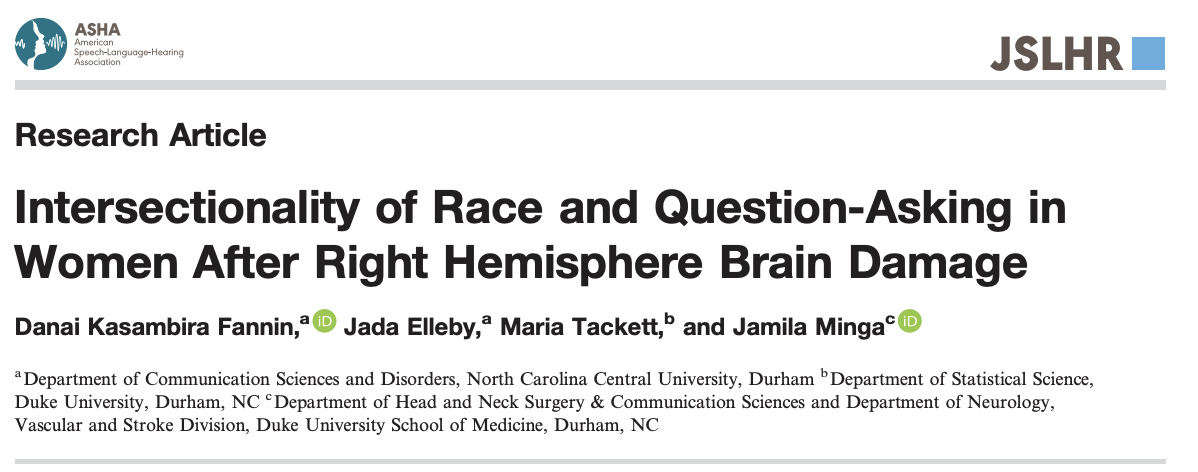 ASHA
American
Speech-Language-Hearing
Association
JSLHR
Research Article
Intersectionality of Race and Question-Asking in
Women After Right Hemisphere Brain Damage
Danai Kasambira Fannin,a iD Jada Elleby,a Maria Tackett,b and Jamila Mingac iD
a Department of Communication Sciences and Disorders, North Carolina Central University, Durham b Department of Statistical Science,
Duke University, Durham, NC c Department of Head and Neck Surgery & Communication Sciences and Department of Neurology,
Vascular and Stroke Division, Duke University School of Medicine, Durham, NC